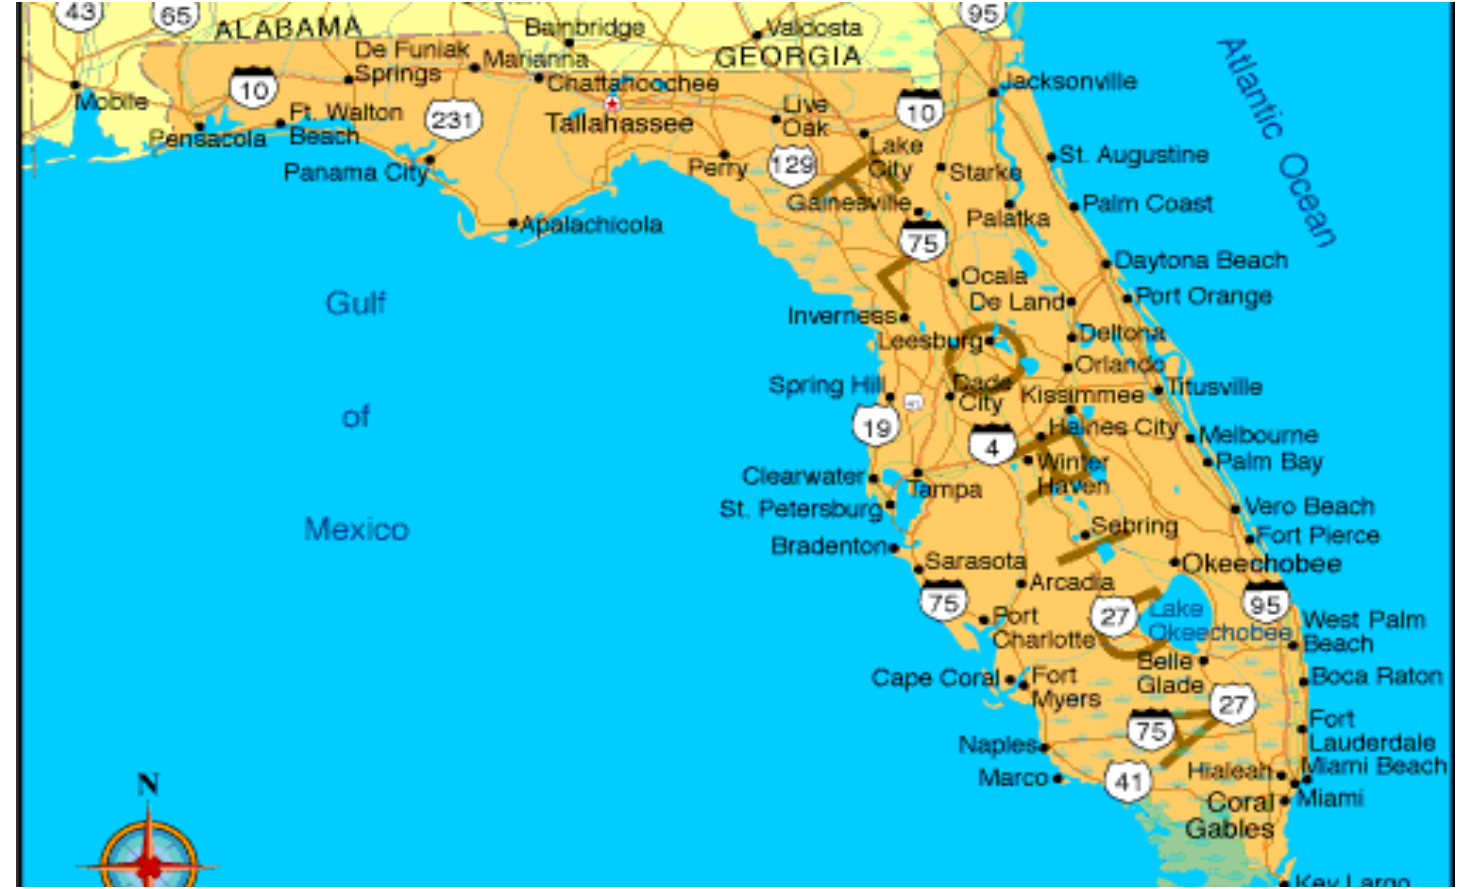 43
65
95
ALABAMA
Bainbridge
Valdosta
GEORGIA
De Funiak
Springs
Marianna
Chattahoochee
Jacksonville
10
10
Mobile
Ft. Walton
Beach
231
Tallahassee
Live
Oak
Pensacola
Lake
City
Atlantic Ocean
St. Augustine
Panama City
Perry
129
Starke
Gainesville
Palatka
Palm Coast
Apalachicola
75
Daytona Beach
Ocala
De Land
Port Orange
Gulf
of
Mexico
Inverness
Leesburg
Deltona
Orlando
Spring Hill
Dade
City
Kissimmee
Titusville
19
4
Haines City
Melbourne
Winter
Haven
Palm Bay
Clearwater
Tampa
St. Petersburg
Vero Beach
Sebring
Fort Pierce
Bradenton
Sarasota
Okeechobee
Arcadia
75
27
Lake
Okeechobee
95
West Palm
Beach
Port
Charlotte
Belle
Glade
Cape Coral
Fort
Myers
Boca Raton
27
75
Fort
Lauderdale
Naples
Marco
41
Hialeah
Miami Beach
Miami
Coral
Gables
Key Largo
N
FLORIDA